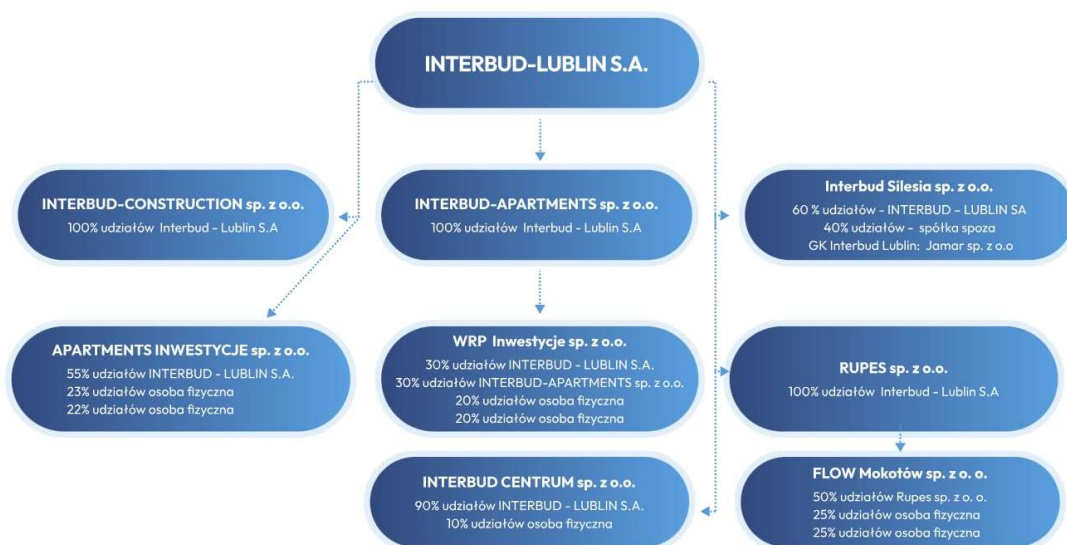 INTERBUD-LUBLIN S.A.
INTERBUD-CONSTRUCTION sp. z o.o.
100% udziałów Interbud - Lublin S.A
INTERBUD-APARTMENTS sp. z o.o.
100% udziałów Interbud - Lublin S.A
Interbud Silesia sp. z o.o.
60 % udziałów - INTERBUD – LUBLIN SA
40% udziałów - spółka spoza
GK Interbud Lublin: Jamar sp. z o.o
APARTMENTS INWESTYCJE sp. z o.o.
55% udziałów INTERBUD - LUBLIN S.A.
23% udziałów osoba fizyczna
22% udziałów osoba fizyczna
WRP Inwestycje sp. z o.o.
30% udziałów INTERBUD - LUBLIN S.A.
30% udziałów INTERBUD-APARTMENTS sp. z o.o.
20% udziałów osoba fizyczna
20% udziałów osoba fizyczna
RUPES sp. z o.o.
100% udziałów Interbud - Lublin S.A
INTERBUD CENTRUM sp. z o.o.
90% udziałów INTERBUD - LUBLIN S.A.
10% udziałów osoba fizyczna
FLOW Mokotów sp. z o. o.
50% udziałów Rupes sp. z o. o.
25% udziałów osoba fizyczna
25% udziałów osoba fizyczna